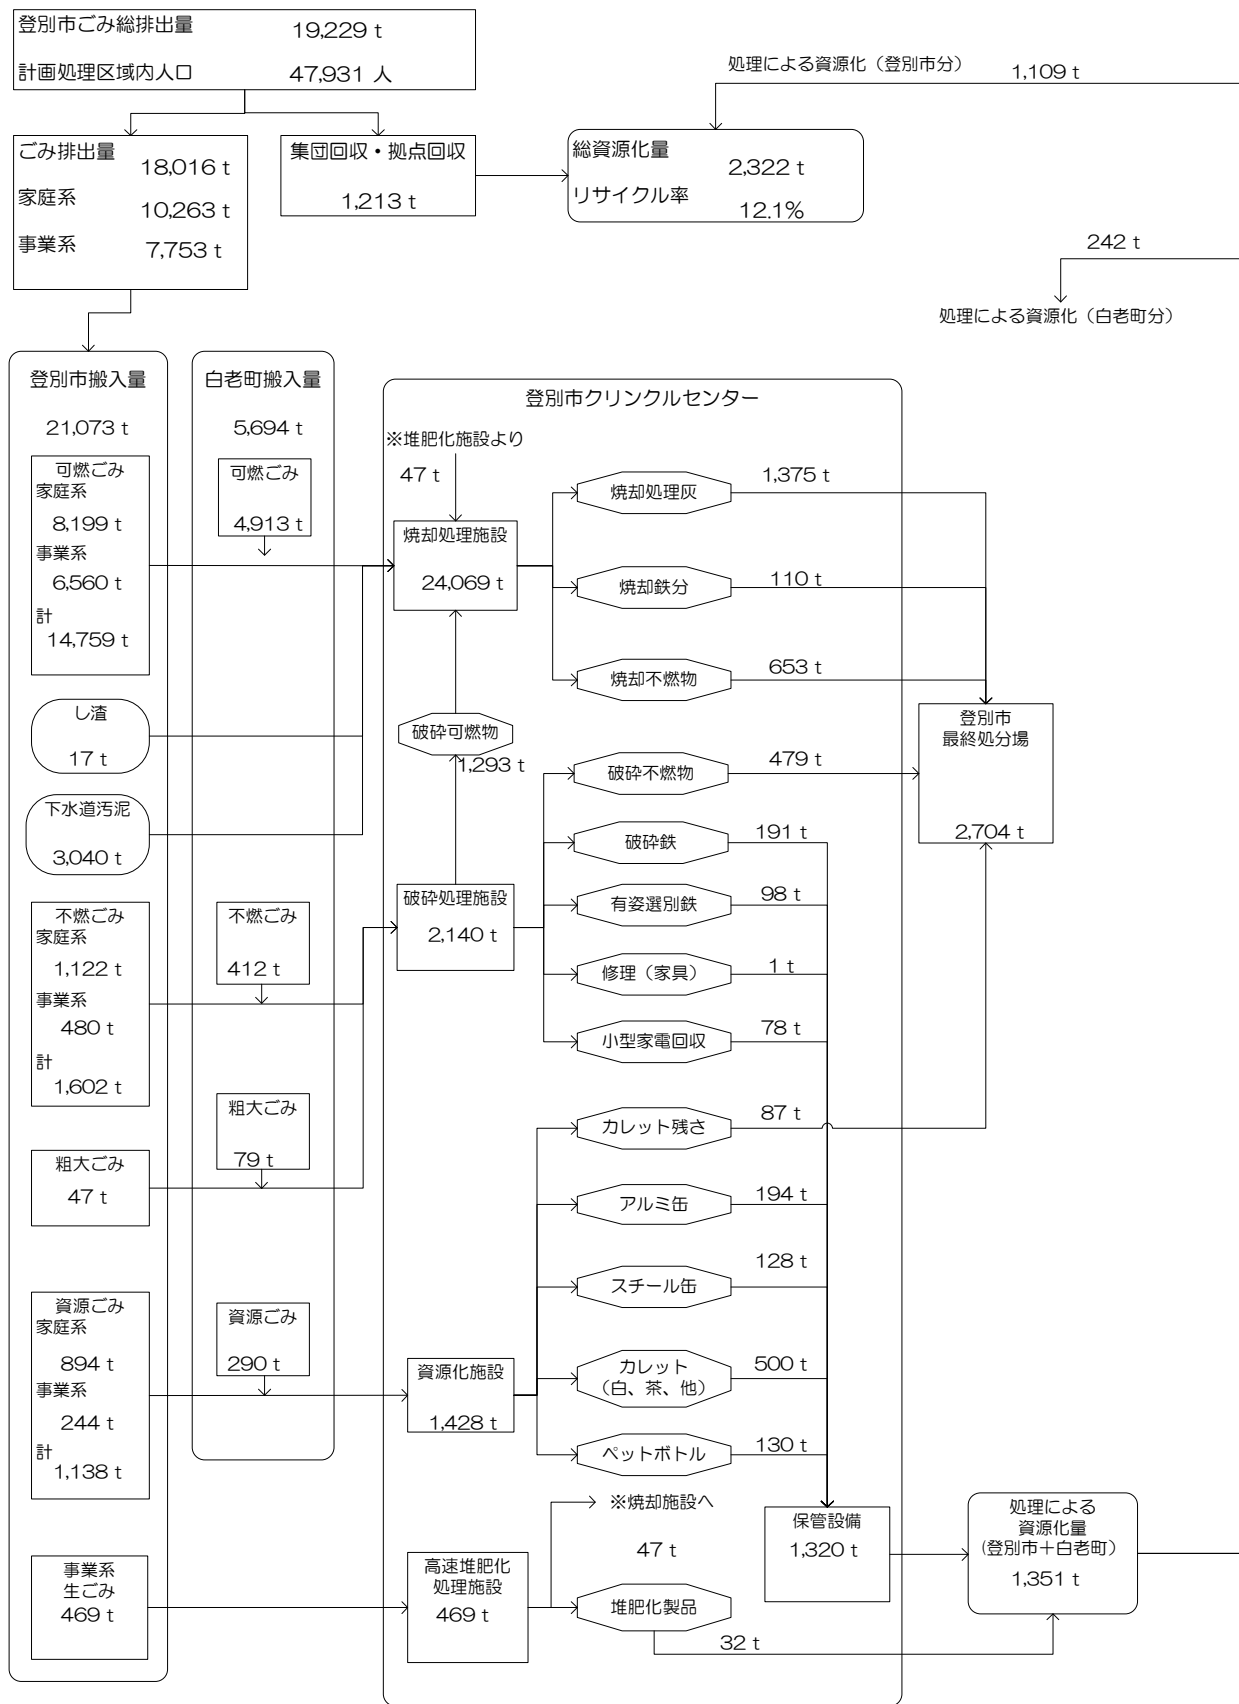 登別市ごみ総排出量 19,229 t
計画処理区域内人口 47,931 人
処理による資源化（登別市分） 1,109 t
ごみ排出量 18,016 t
家庭系 10,263 t
事業系 7,753 t
集団回収・拠点回収
1,213 t
総資源化量
2,322 t
リサイクル率
12.1%
242 t
処理による資源化（白老町分）
登別市搬入量
21,073 t
可燃ごみ
家庭系
8,199 t
事業系
6,560 t
計
14,759 t
し渣
17 t
下水道汚泥
3,040 t
不燃ごみ
家庭系
1,122 t
事業系
480 t
計
1,602 t
粗大ごみ
47 t
資源ごみ
家庭系
894 t
事業系
244 t
計
1,138 t
事業系
生ごみ
469 t
白老町搬入量
5,694 t
可燃ごみ
4,913 t
不燃ごみ
412 t
粗大ごみ
79 t
資源ごみ
290 t
登別市クリンクルセンター
※堆肥化施設より
47 t
焼却処理施設
24,069 t
破砕可燃物
1,293 t
破砕処理施設
2,140 t
資源化施設
1,428 t
高速堆肥化
処理施設
469 t
焼却処理灰 1,375 t
焼却鉄分 110 t
焼却不燃物 653 t
破砕不燃物 479 t
破砕鉄 191 t
有姿選別鉄 98 t
修理（家具） 1 t
小型家電回収 78 t
カレット残さ 87 t
アルミ缶 194 t
スチール缶 128 t
カレット
（白、茶、他） 500 t
ペットボトル 130 t
※焼却施設へ
47 t
堆肥化製品
32 t
登別市
最終処分場
2,704 t
保管設備
1,320 t
処理による
資源化量
(登別市＋白老町）
1,351 t